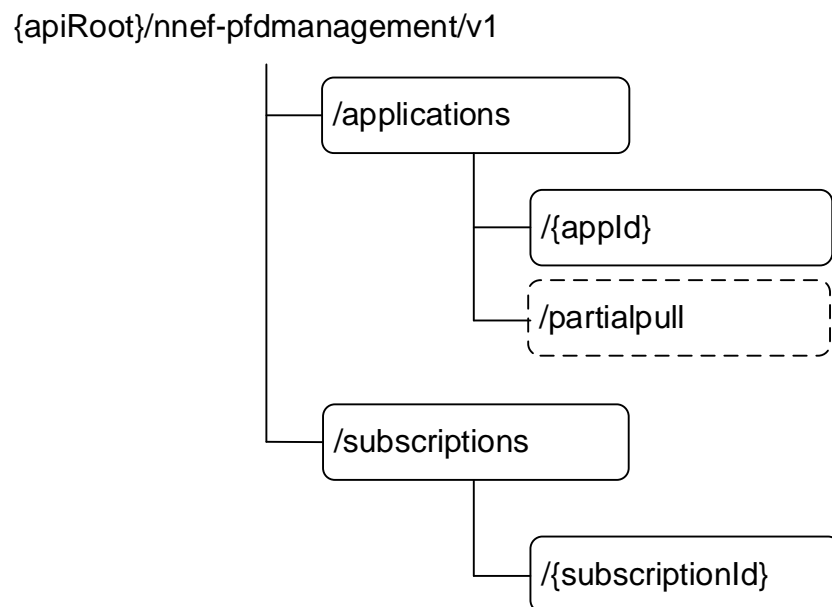 {apiRoot}/nnef-pfdmanagement/v1
/applications
/{appId}
/partialpull
/subscriptions
/{subscriptionId}